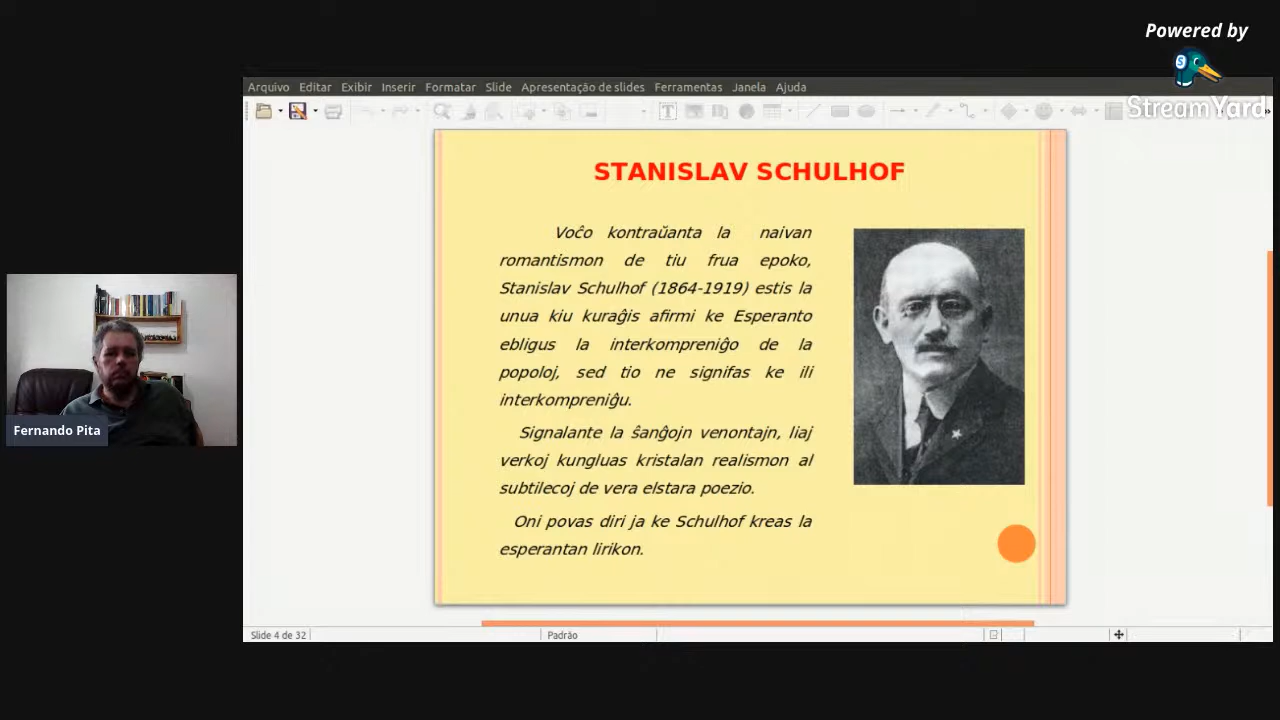 Powered by
StreamYard
Arquivo Editar Exibir Inserir Formatar Slide Apresentação de slides Ferramentas Janela Ajuda
STANISLAV SCHULHOF
Voĉo kontraŭanta la naivan
romantismon de tiu frua epoko,
Stanislav Schulhof (1864-1919) estis la
unua kiu kuraĝis afirmi ke Esperanto
ebligus la interkompreniĝo de la
popoloj, sed tio ne signifas ke ili
interkompreniĝu.
Signalante la ŝanĝojn venontajn, liaj
verkoj kungluas kristalan realismon al
subtilecoj de vera elstara poezio.
Oni povas diri ja ke Schulhof kreas la
esperantan lirikon.
Fernando Pita
Slide 4 de 32 Padrão